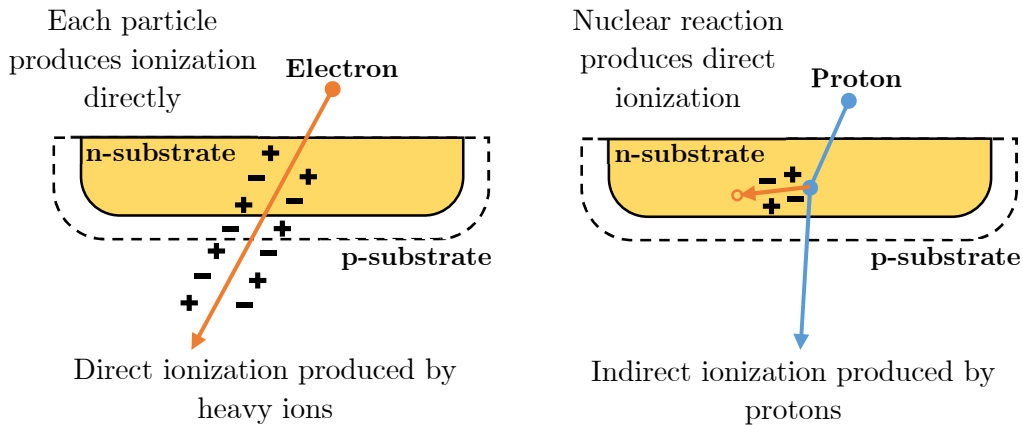 Each particle
produces ionization
directly
Electron
n-substrate
p-substrate
Direct ionization produced by
heavy ions
Nuclear reaction
produces direct
ionization
Proton
n-substrate
p-substrate
Indirect ionization produced by
protons